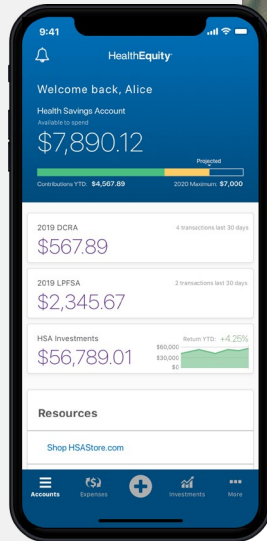 9:41
HealthEquity
Welcome back, Alice
Health Savings Account
Available to spend
$7,890.12
Projected
Contributions YTD: $4,567.89 2020 Maximum: $7,000
2019 DCRA 4 transactions last 30 days
$567.89
2019 LPFSA 2 transactions last 30 days
$2,345.67
HSA Investments Return YTD: +4.25%
$56,789.01
$60,000
$30,000
$0
Resources
Shop HSAStore.com
Accounts Expenses Investments More